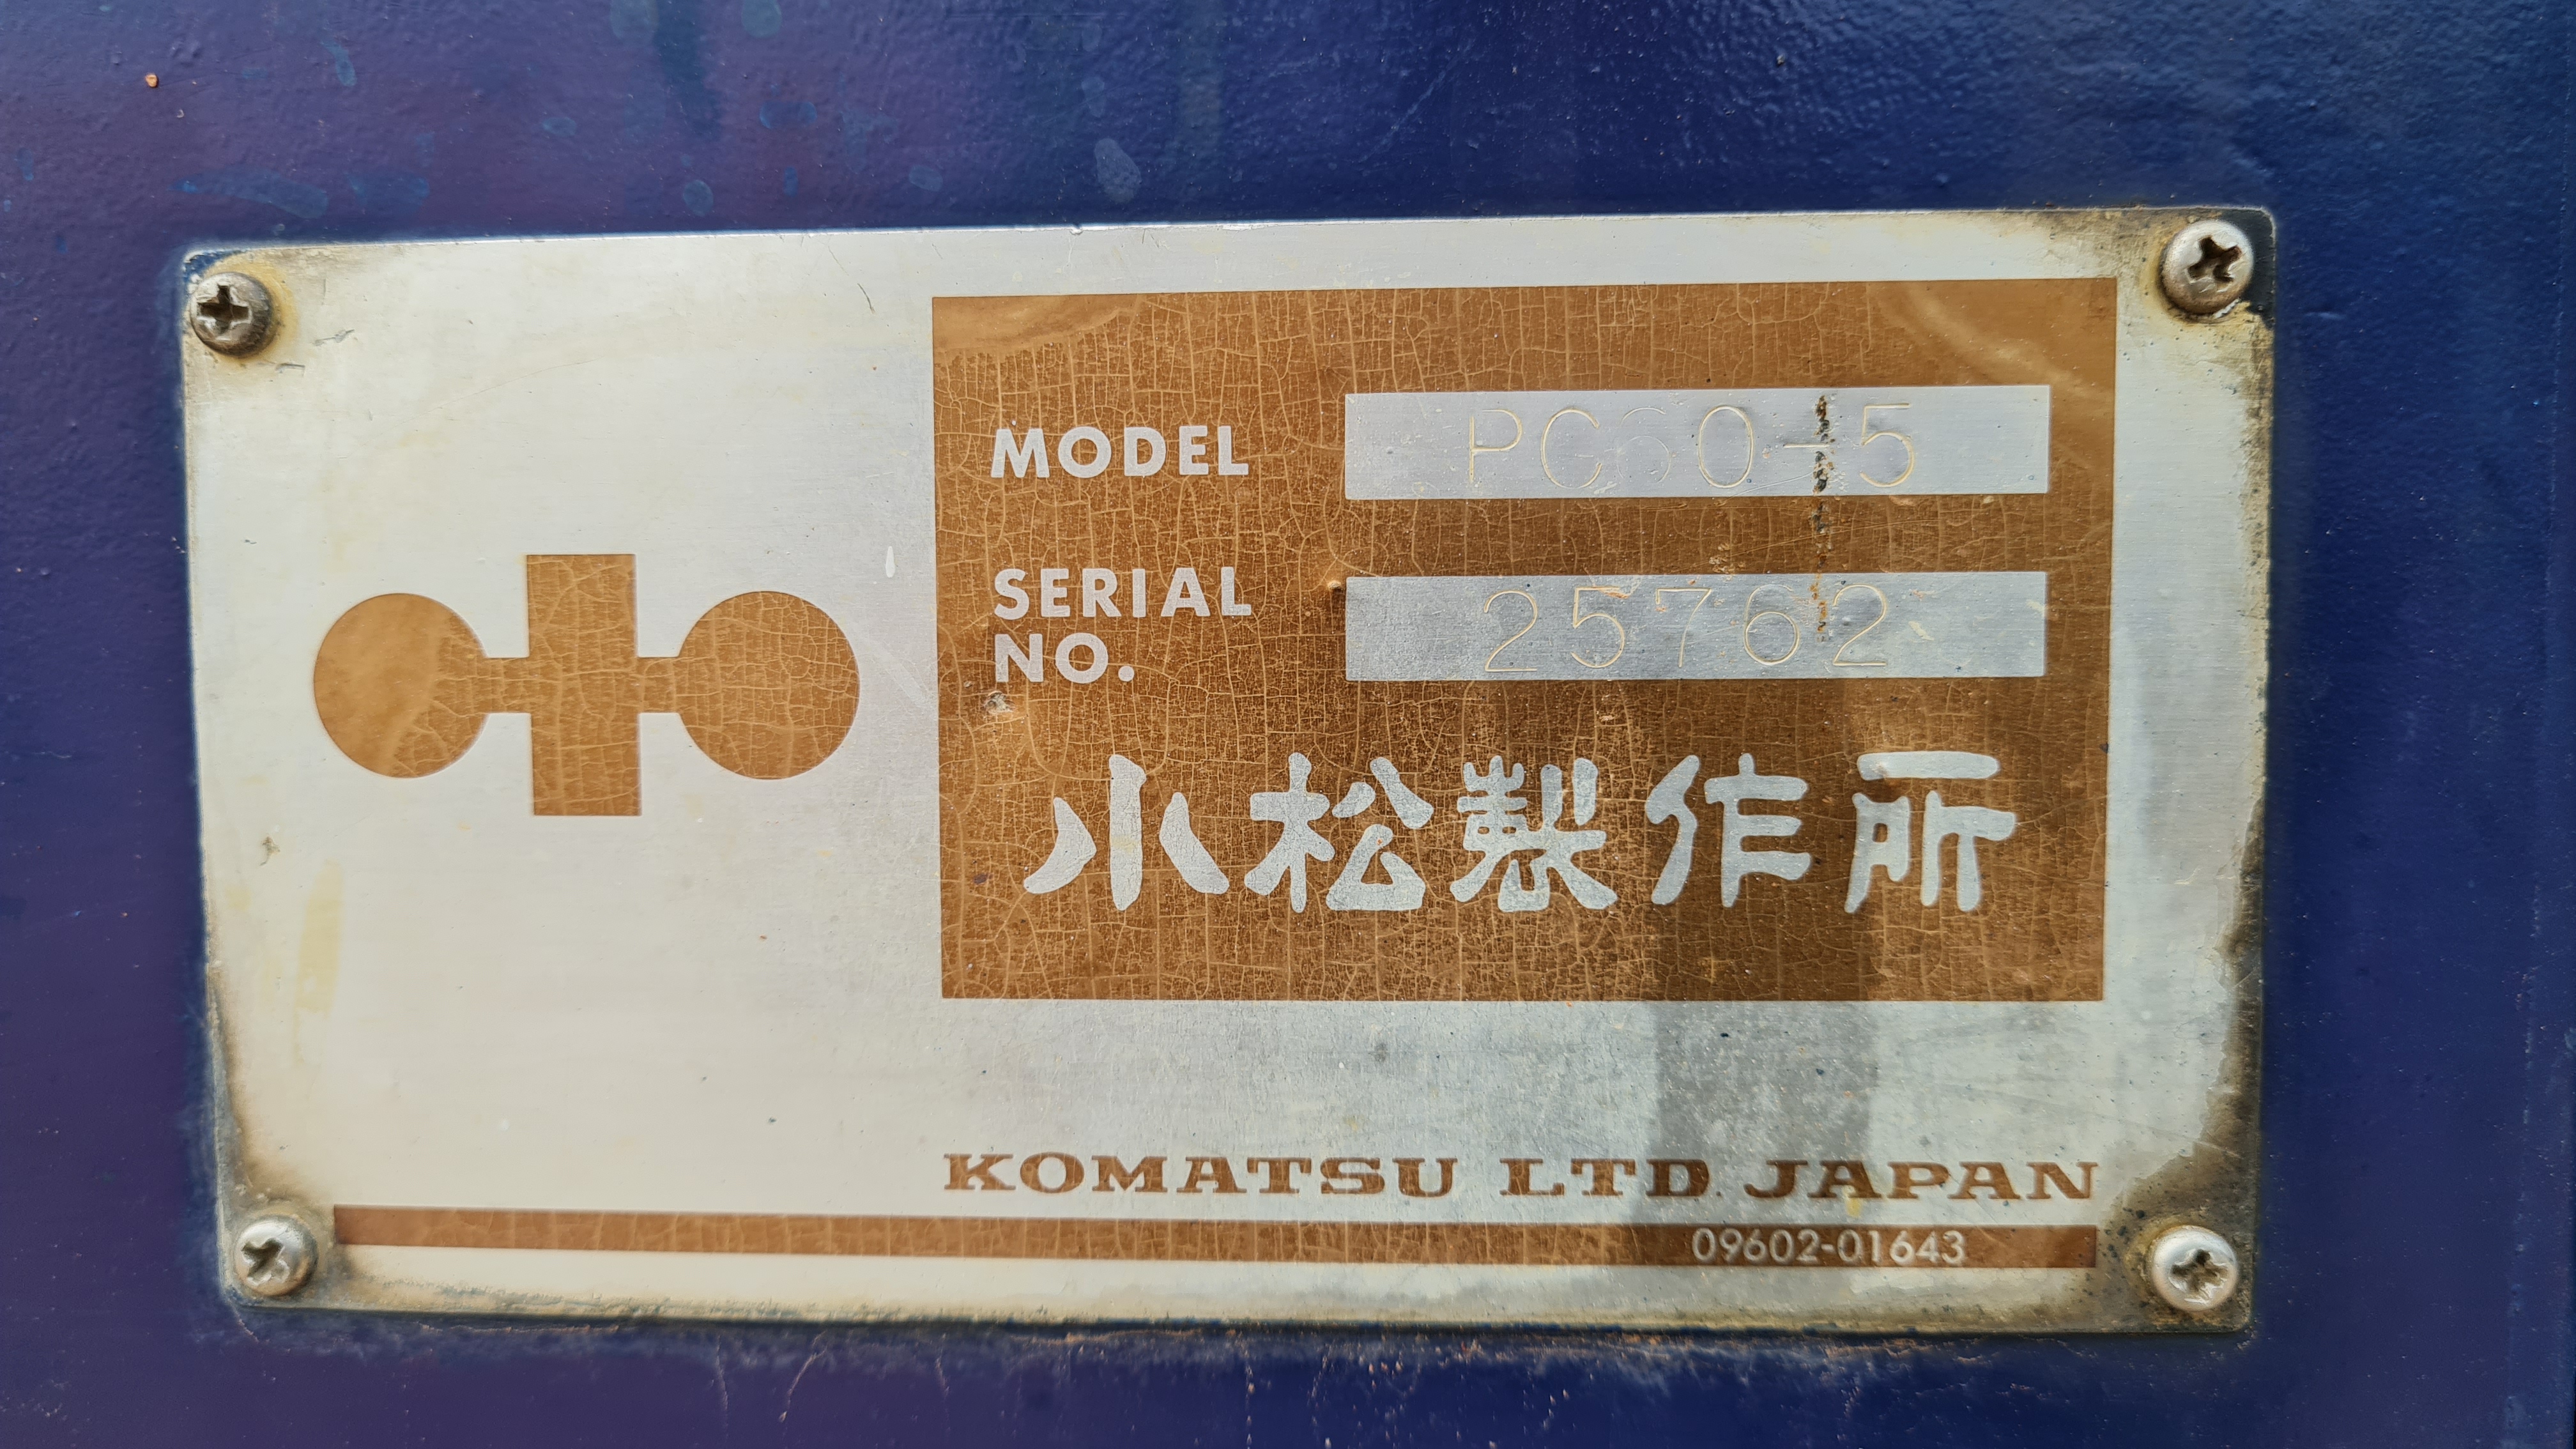 MODEL PC60-5
SERIAL NO. 25762
小松製作所
KOMATSU LTD. JAPAN
09602-01643